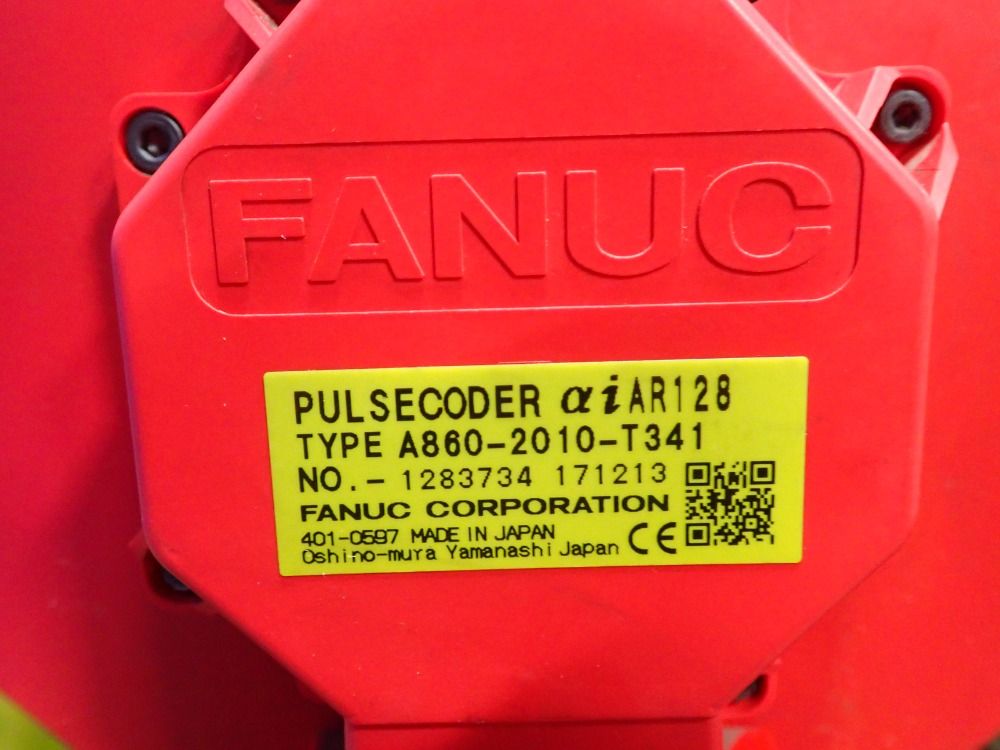 FANUC
PULSECODER αiAR128
TYPE A860-2010-T341
NO.- 1283734 171213
FANUC CORPORATION
401-0597 MADE IN JAPAN
Oshino-mura Yamanashi Japan CE